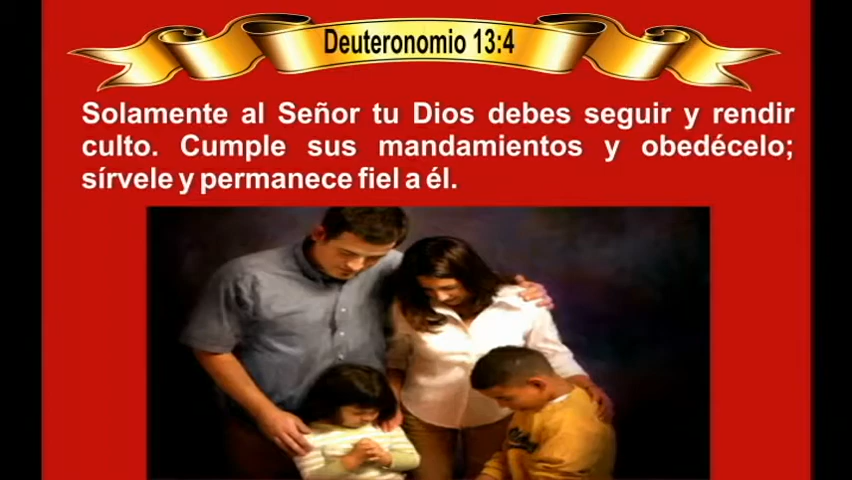 Deuteronomio 13:4
Solamente al Señor tu Dios debes seguir y rendir
culto. Cumple sus mandamientos y obedécelo;
sírvele y permanece fiel a él.